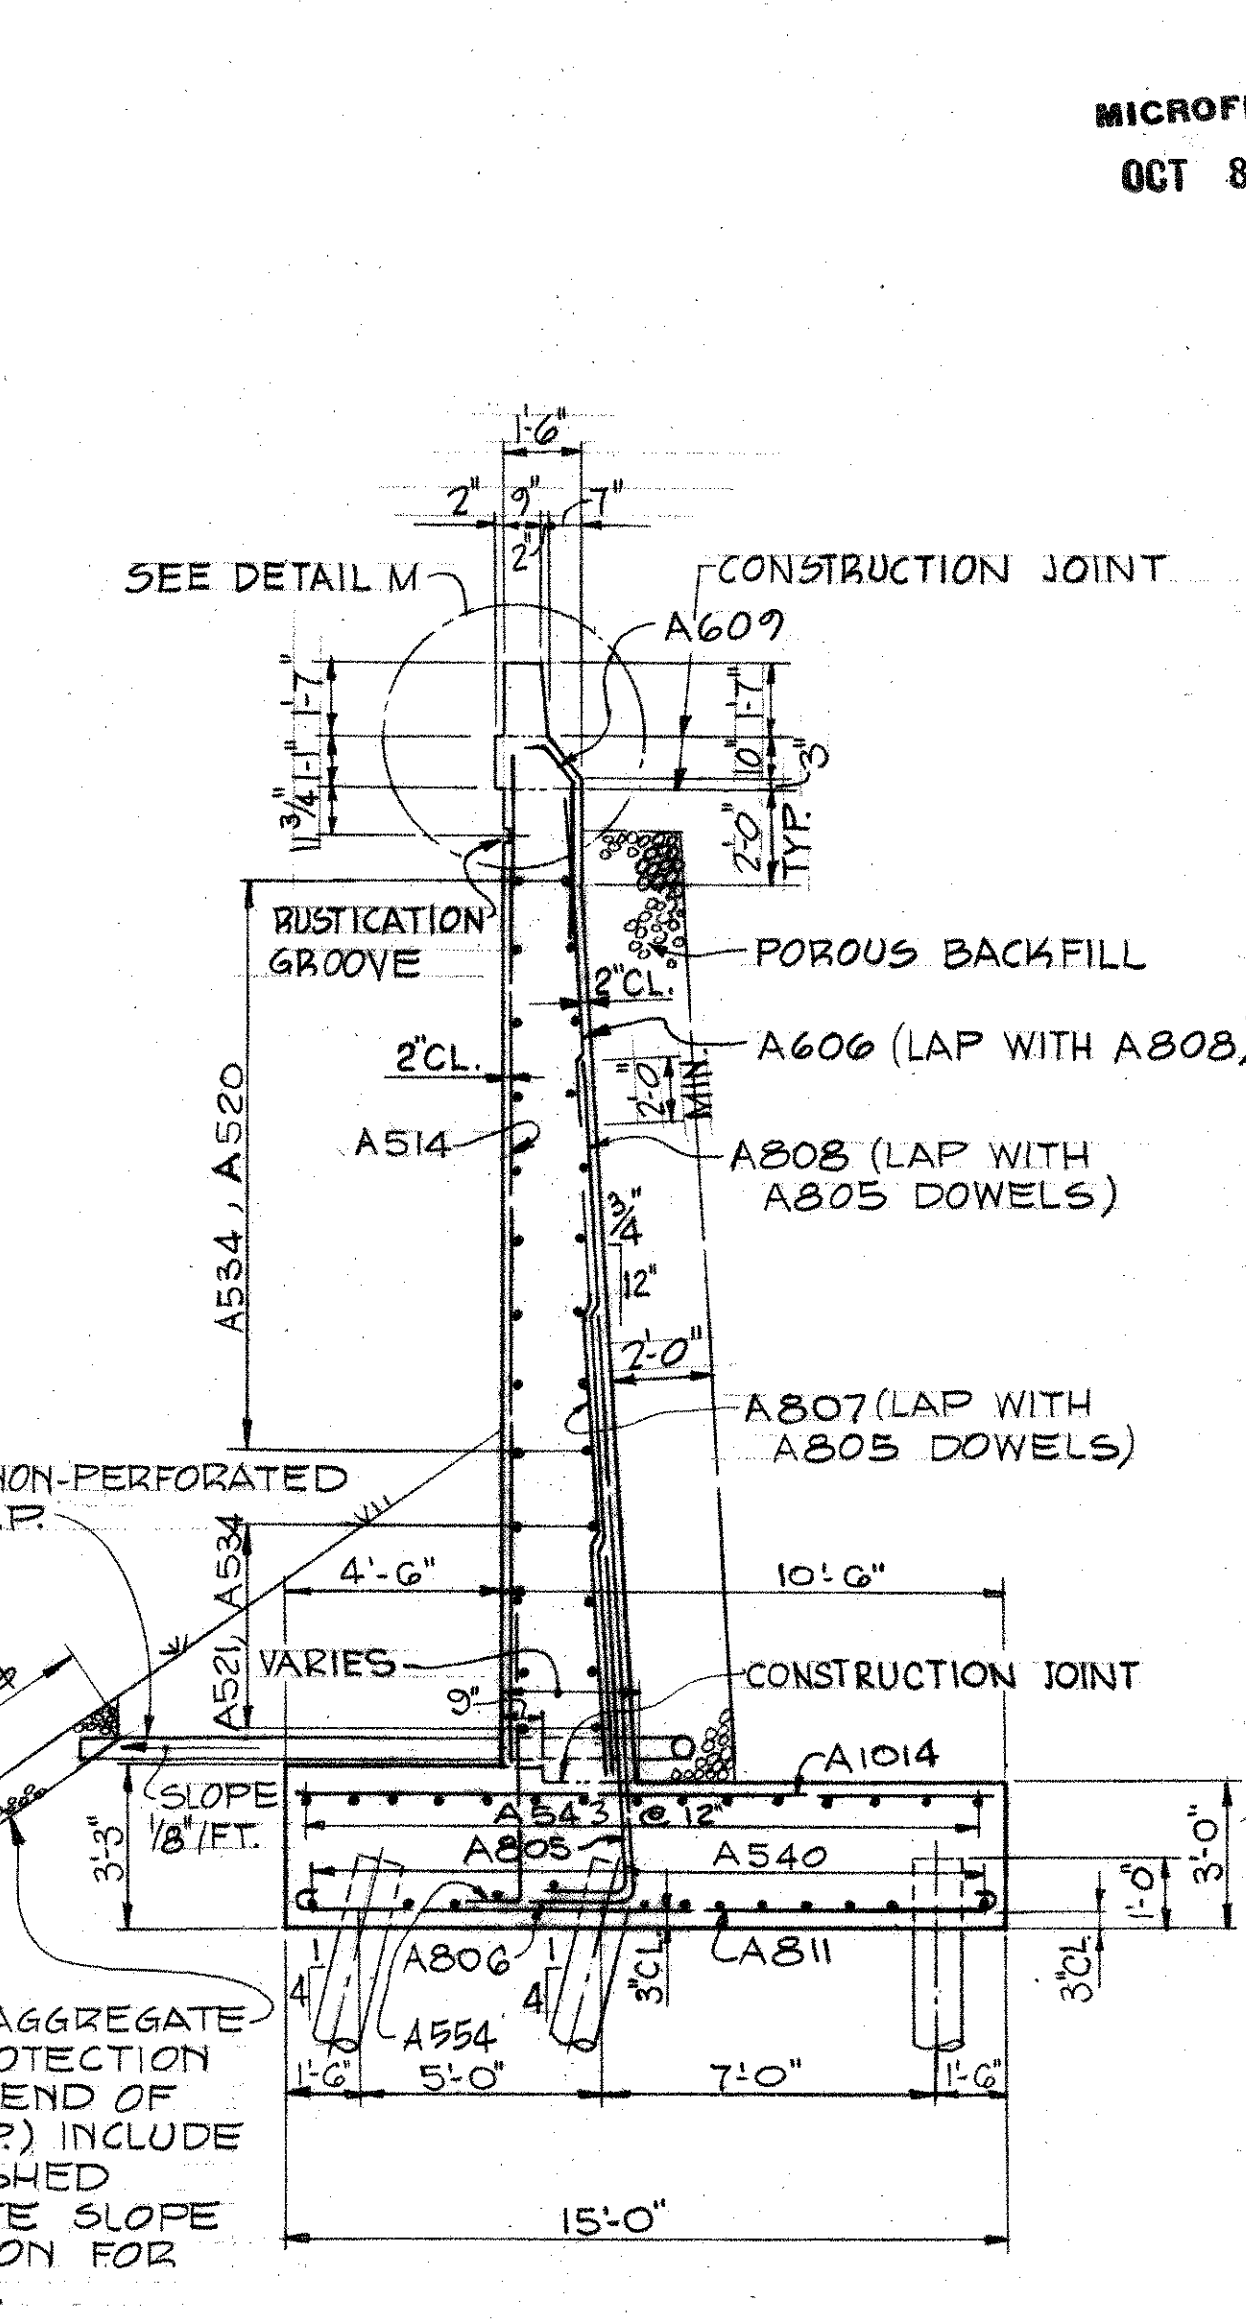 OCT 8
1'-6"
2" 9" 7"
2"
SEE DETAIL M
CONSTRUCTION JOINT
A609
1'-7"
1'-1"
11 3/4"
1'-7"
10"
3"
2'-0"
TYP.
RUSTICATION
GROOVE
POROUS BACKFILL
2"CL.
A606 (LAP WITH A808,
2"CL.
2'-0"
MIN.
A514
A808 (LAP WITH
A805 DOWELS)
A534, A520
3/4"
12"
2'-0"
A807 (LAP WITH
A805 DOWELS)
NON-PERFORATED
.P.
A521, A534
4'-6"
10'-6"
VARIES
CONSTRUCTION JOINT
9"
A1014
SLOPE
1/8"/FT.
A543 @ 12"
A805
A540
3'-3"
3'-0"
1'-0"
3"CL.
3"CL.
A806
A811
1
4
1
4
A554
AGGREGATE
OTECTION
END OF
P.) INCLUDE
SHED
TE SLOPE
ON FOR
1'-6" 5'-0" 7'-0" 1'-6"
15'-0"